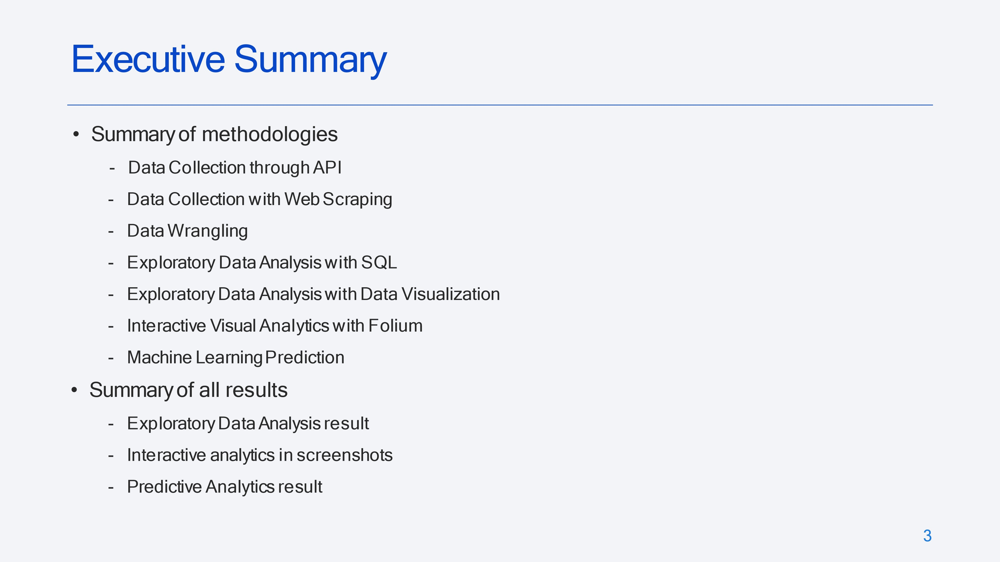 Executive Summary
• Summary of methodologies
- Data Collection through API
- Data Collection with Web Scraping
- Data Wrangling
- Exploratory Data Analysis with SQL
- Exploratory Data Analysis with Data Visualization
- Interactive Visual Analytics with Folium
- Machine Learning Prediction
• Summary of all results
- Exploratory Data Analysis result
- Interactive analytics in screenshots
- Predictive Analytics result
3